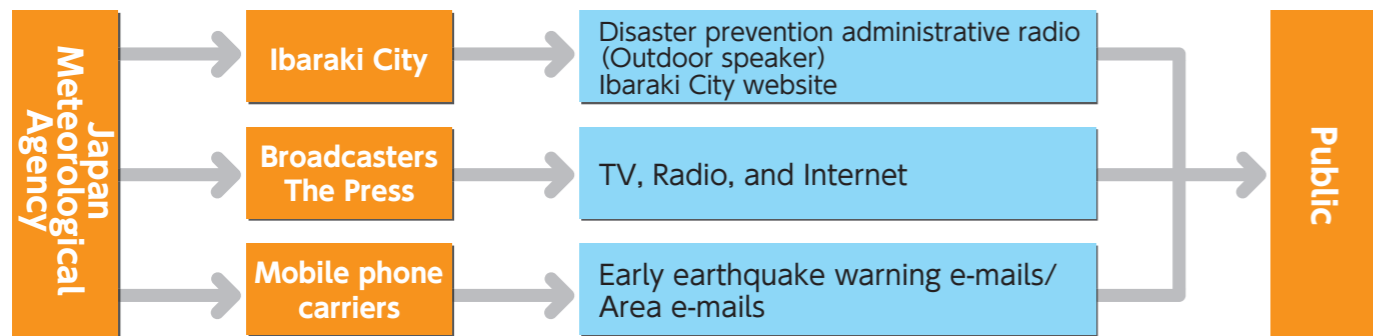 Japan
Meteorological
Agency
Ibaraki City
Disaster prevention administrative radio
(Outdoor speaker)
Ibaraki City website
Broadcasters
The Press
TV, Radio, and Internet
Mobile phone
carriers
Early earthquake warning e-mails/
Area e-mails
Public